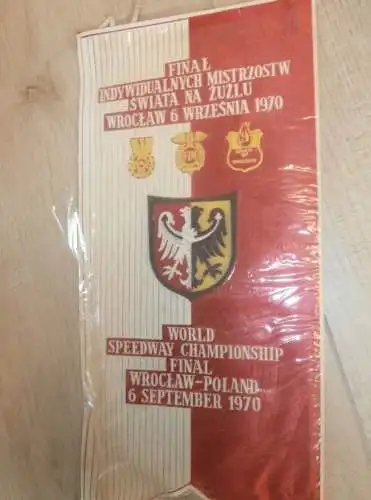 FINAŁ
INDYWIDUALNYCH MISTRZOSTW
ŚWIATA NA ŻUŻLU
WROCŁAW 6 WRZEŚNIA 1970
WORLD
SPEEDWAY CHAMPIONSHIP
FINAL
WROCŁAW-POLAND
6 SEPTEMBER 1970